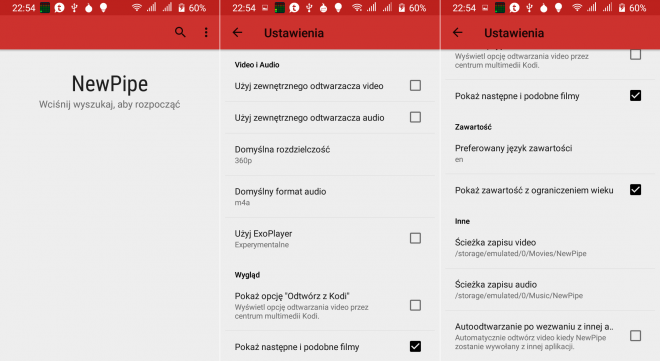 22:54 60%
NewPipe
Wciśnij wyszukaj, aby rozpocząć
22:54 60%
Ustawienia
Video i Audio
Użyj zewnętrznego odtwarzacza video
Użyj zewnętrznego odtwarzacza audio
Domyślna rozdzielczość
360p
Domyślny format audio
m4a
Użyj ExoPlayer
Experymentalne
Wygląd
Pokaż opcję "Odtwórz z Kodi"
Wyświetl opcję odtwarzania video przez
centrum multimedii Kodi.
Pokaż następne i podobne filmy
22:54 60%
Ustawienia
Wyświetl opcję odtwarzania video przez
centrum multimedii Kodi.
Pokaż następne i podobne filmy
Zawartość
Preferowany język zawartości
en
Pokaż zawartość z ograniczeniem wieku
Inne
Ścieżka zapisu video
/storage/emulated/0/Movies/NewPipe
Ścieżka zapisu audio
/storage/emulated/0/Music/NewPipe
Autoodtwarzanie po wezwaniu z innej a..
Automatycznie odtwórz video kiedy NewPipe
zostanie wywołany z innej aplikacji.